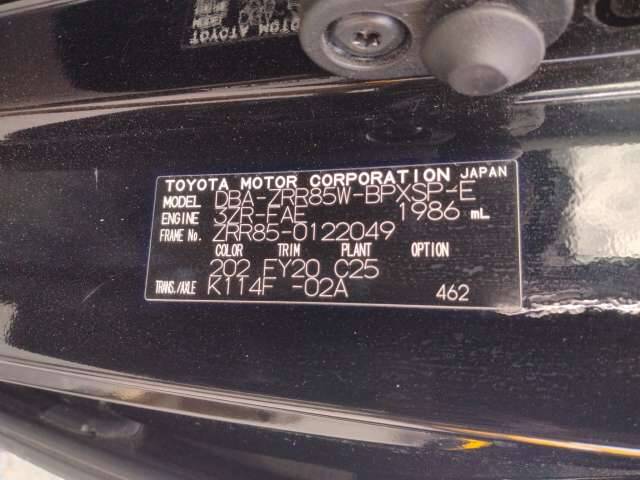 TOYOTA MOTOR CORPORATION JAPAN
MODEL DBA-ZRR85W-BPXSP-E
ENGINE 3ZR-FAE 1986 mL
FRAME No. ZRR85-0122049
COLOR TRIM PLANT
202 EY20 C25
TRANS./AXLE K114F -02A 462